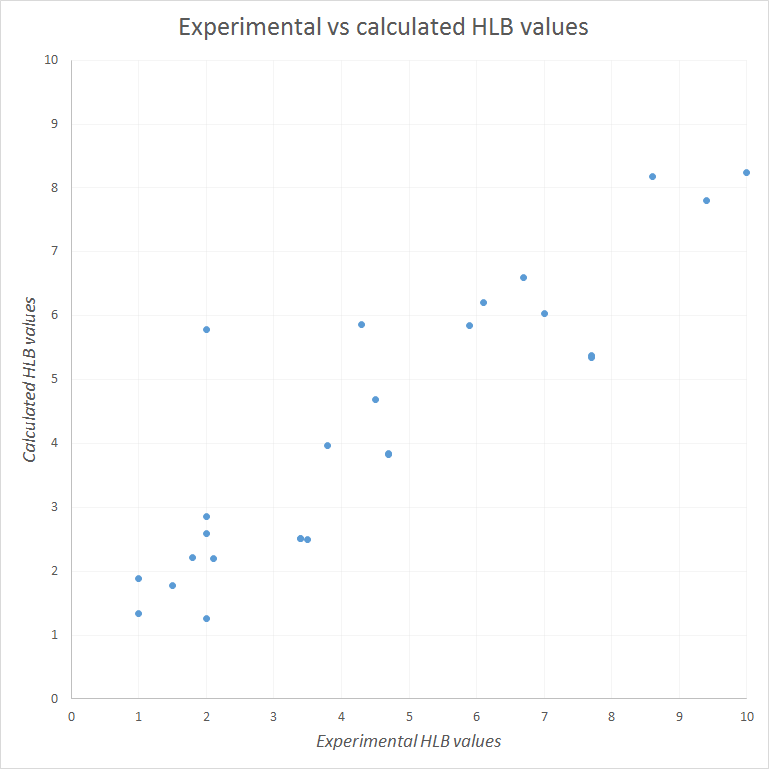 Experimental vs calculated HLB values
10
9
8
7
6
5
4
3
2
1
0
Calculated HLB values
0 1 2 3 4 5 6 7 8 9 10
Experimental HLB values